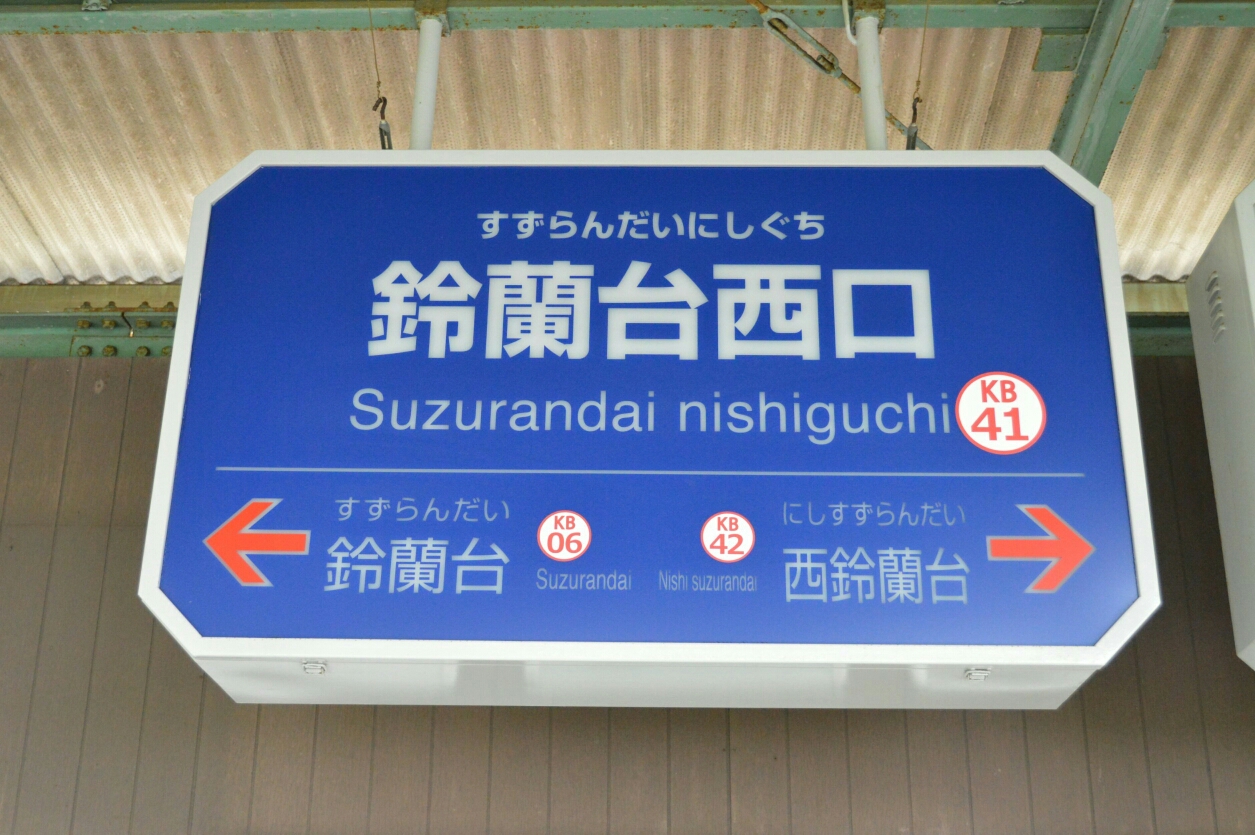 すずらんだいにしぐち
鈴蘭台西口
Suzurandai nishiguchi
KB
41
すずらんだい
鈴蘭台
KB
06
Suzurandai
KB
42
Nishi suzurandai
にしすずらんだい
西鈴蘭台